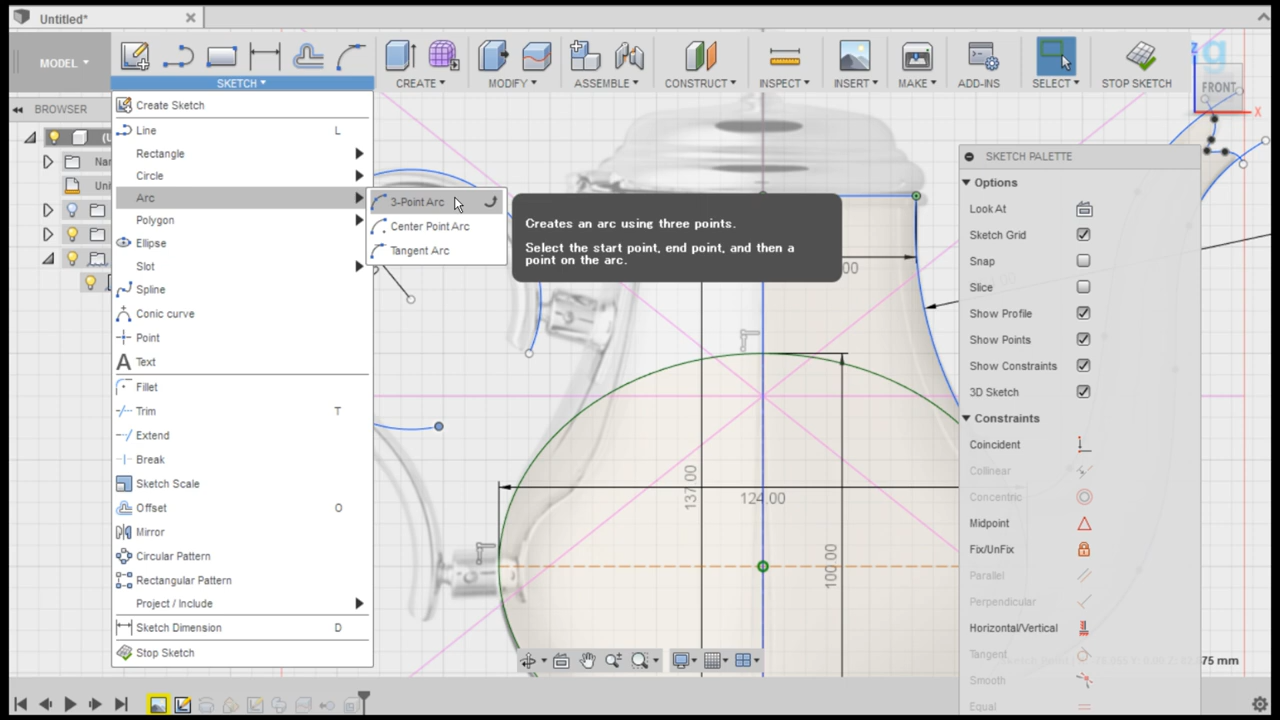 Untitled*
MODEL
SKETCH
CREATE
MODIFY
ASSEMBLE
CONSTRUCT
INSPECT
INSERT
MAKE
ADD-INS
SELECT
STOP SKETCH
Z
FRONT
X
BROWSER
Create Sketch
Line L
Rectangle
Circle
Arc
Polygon
Ellipse
Slot
Spline
Conic curve
Point
Text
Fillet
Trim T
Extend
Break
Sketch Scale
Offset O
Mirror
Circular Pattern
Rectangular Pattern
Project / Include
Sketch Dimension D
Stop Sketch
3-Point Arc
Center Point Arc
Tangent Arc
Creates an arc using three points.
Select the start point, end point, and then a
point on the arc.
137.00
124.00
100.00
SKETCH PALETTE
Options
Look At
Sketch Grid
Snap
Slice
Show Profile
Show Points
Show Constraints
3D Sketch
Constraints
Coincident
Collinear
Concentric
Midpoint
Fix/UnFix
Parallel
Perpendicular
Horizontal/Vertical
Tangent
Smooth
Equal